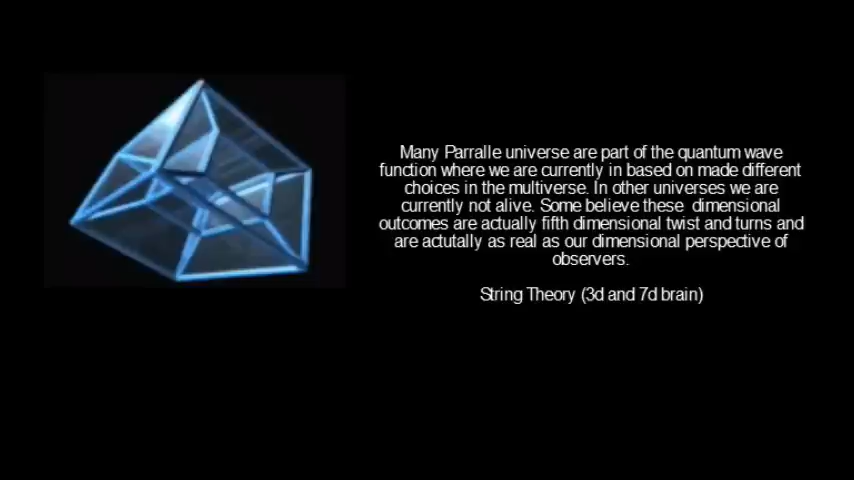 Many Parralle universe are part of the quantum wave
function where we are currently in based on made different
choices in the multiverse. In other universes we are
currently not alive. Some believe these dimensional
outcomes are actually fifth dimensional twist and turns and
are actutally as real as our dimensional perspective of
observers.
String Theory (3d and 7d brain)